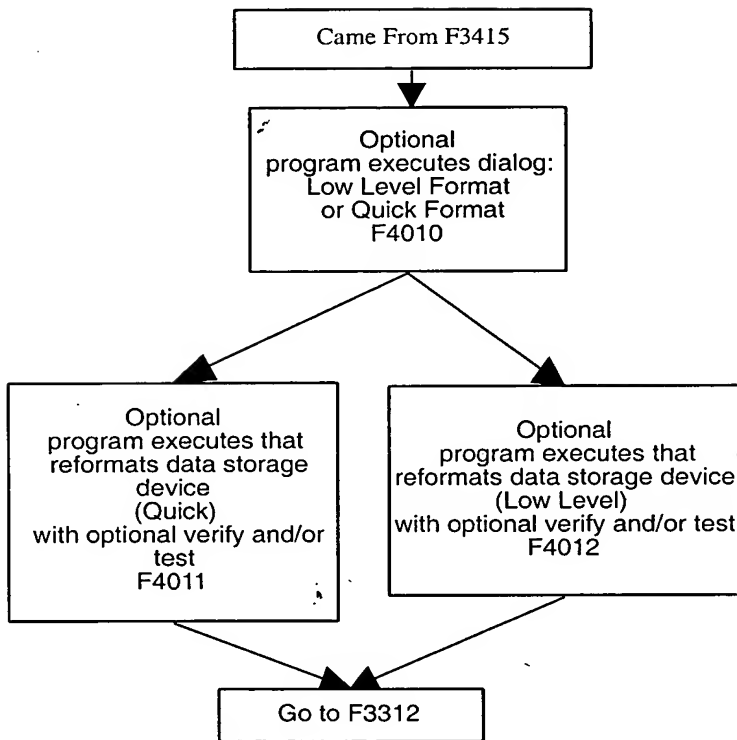 Came From F3415
Optional
program executes dialog:
Low Level Format
or Quick Format
F4010
Optional
program executes that
reformats data storage
device
(Quick)
with optional verify and/or
test
F4011
Optional
program executes that
reformats data storage device
(Low Level)
with optional verify and/or test
F4012
Go to F3312